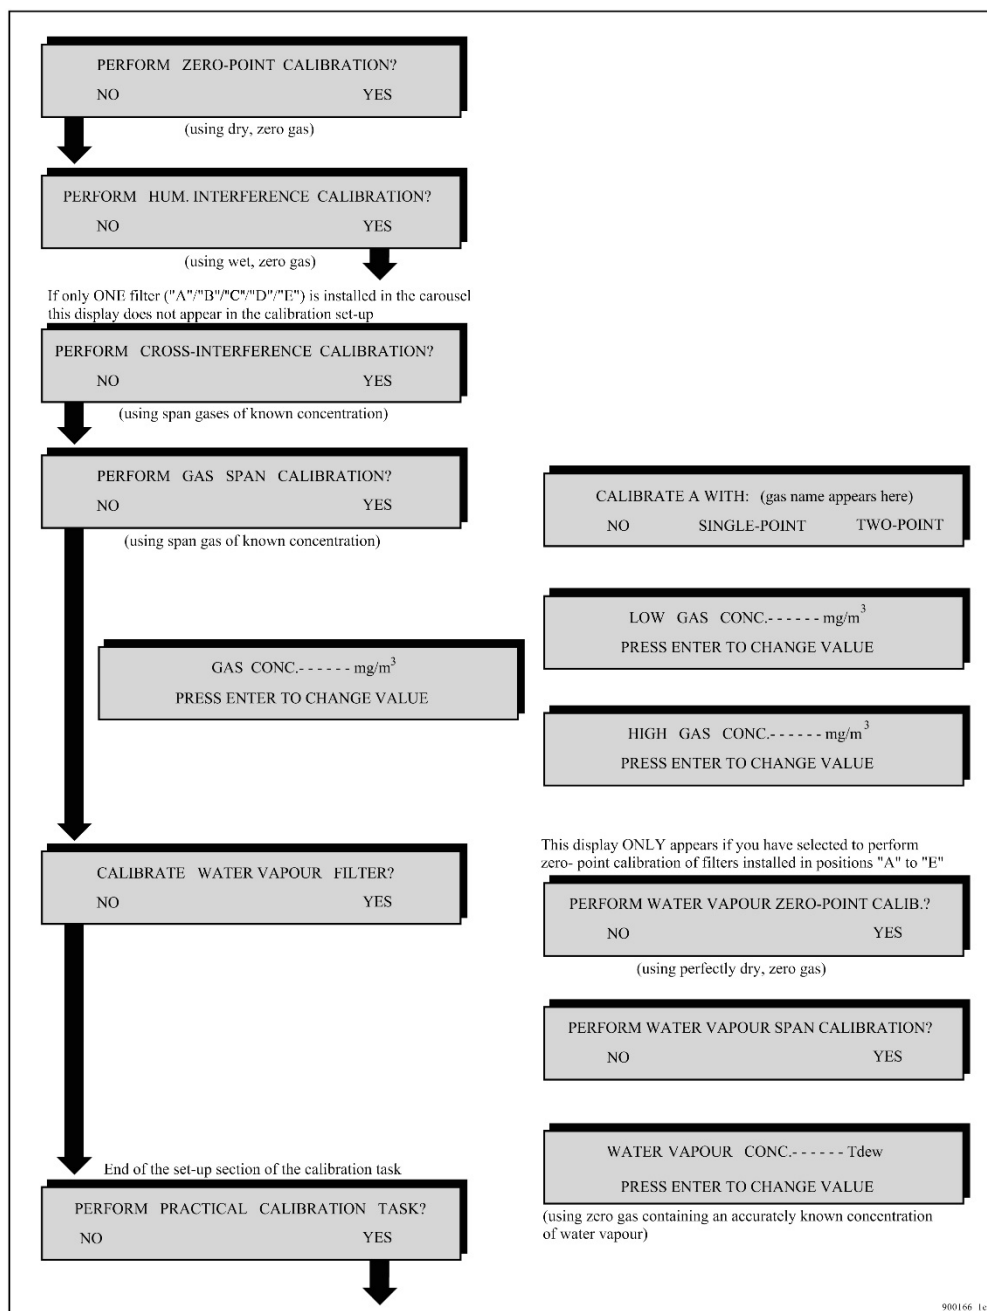 PERFORM ZERO-POINT CALIBRATION?
NO YES
(using dry, zero gas)
PERFORM HUM. INTERFERENCE CALIBRATION?
NO YES
(using wet, zero gas)
If only ONE filter ("A"/"B"/"C"/"D"/"E") is installed in the carousel
this display does not appear in the calibration set-up
PERFORM CROSS-INTERFERENCE CALIBRATION?
NO YES
(using span gases of known concentration)
PERFORM GAS SPAN CALIBRATION?
NO YES
(using span gas of known concentration)
CALIBRATE A WITH: (gas name appears here)
NO SINGLE-POINT TWO-POINT
LOW GAS CONC.- - - - - - mg/m³
PRESS ENTER TO CHANGE VALUE
GAS CONC.- - - - - - mg/m³
PRESS ENTER TO CHANGE VALUE
HIGH GAS CONC.- - - - - - mg/m³
PRESS ENTER TO CHANGE VALUE
CALIBRATE WATER VAPOUR FILTER?
NO YES
This display ONLY appears if you have selected to perform
zero- point calibration of filters installed in positions "A" to "E"
PERFORM WATER VAPOUR ZERO-POINT CALIB.?
NO YES
(using perfectly dry, zero gas)
PERFORM WATER VAPOUR SPAN CALIBRATION?
NO YES
WATER VAPOUR CONC.- - - - - - Tdew
PRESS ENTER TO CHANGE VALUE
(using zero gas containing an accurately known concentration
of water vapour)
End of the set-up section of the calibration task
PERFORM PRACTICAL CALIBRATION TASK?
NO YES
900166 1c